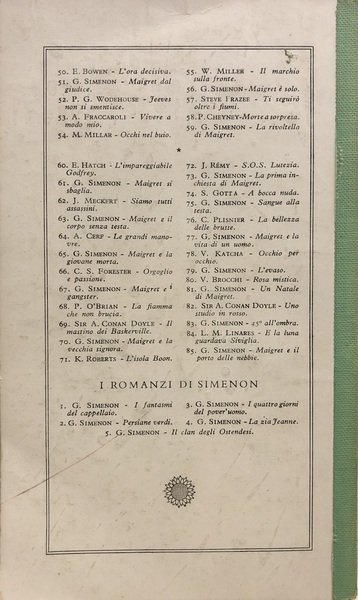 50. E. Bowen - L'ora decisiva.
51. G. Simenon - Maigret dal
giudice.
52. P. G. Wodehouse - Jeeves
non si smentisce.
53. A. Fraccaroli - Vivere a
modo mio.
54. M. Millar - Occhi nel buio.
55. W. Miller - Il marchio
sulla fronte.
56. G. Simenon - Maigret è solo.
57. Steve Frazee - Ti seguirò
oltre i fiumi.
58. P. Cheyney - Morte a sorpresa.
59. G. Simenon - La rivoltella
di Maigret.
*
60. E. Hatch - L'impareggiabile
Godfrey.
61. G. Simenon - Maigret si
sbaglia.
62. J. Meckert - Siamo tutti
assassini.
63. G. Simenon - Maigret e il
corpo senza testa.
64. A. Cerf - Le grandi mano-
vre.
65. G. Simenon - Maigret e la
giovane morta.
66. C. S. Forester - Orgoglio
e passione.
67. G. Simenon - Maigret e i
gangster.
68. P. O'Brian - La fiamma
che non brucia.
69. Sir A. Conan Doyle - Il
mastino dei Baskerville.
70. G. Simenon - Maigret e la
vecchia signora.
71. K. Roberts - L'isola Boon.
72. J. Rémy - S.O.S. Lutezia.
73. G. Simenon - La prima in-
chiesta di Maigret.
74. S. Gotta - A bocca nuda.
75. G. Simenon - Sangue alla
testa.
76. C. Plisnier - La bellezza
delle brutte.
77. G. Simenon - Maigret e la
vita di un uomo.
78. V. Katcha - Occhio per
occhio.
79. G. Simenon - L'evaso.
80. V. Brocchi - Rosa mistica.
81. G. Simenon - Un Natale
di Maigret.
82. Sir A. Conan Doyle - Uno
studio in rosso.
83. G. Simenon - 45° all'ombra.
84. L. M. Linares - E la luna
guardava Siviglia.
85. G. Simenon - Maigret e il
porto delle nebbie.
I ROMANZI DI SIMENON
1. G. Simenon - I fantasmi
del cappellaio.
2. G. Simenon - Persiane verdi.
3. G. Simenon - I quattro giorni
del pover'uomo.
4. G. Simenon - La zia Jeanne.
5. G. Simenon - Il clan degli Ostendesi.